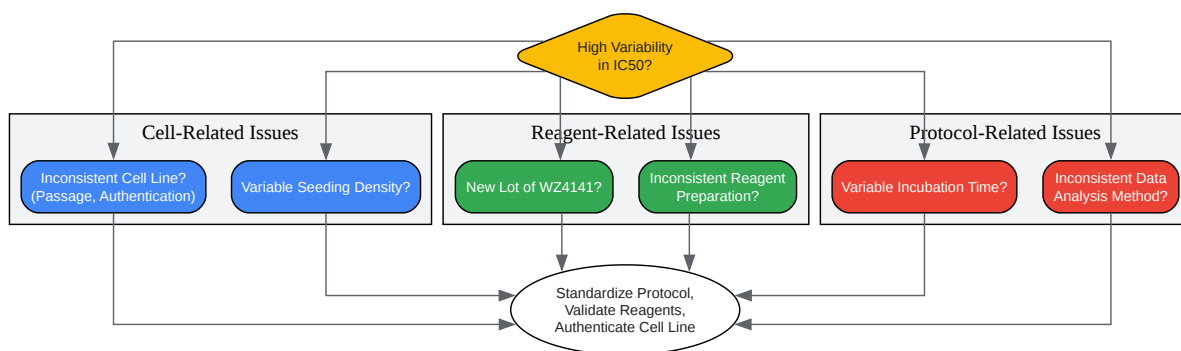 High Variability
in IC50?
Cell-Related Issues
Reagent-Related Issues
Protocol-Related Issues
Inconsistent Cell Line?
(Passage, Authentication)
Variable Seeding Density?
New Lot of WZ4141?
Inconsistent Reagent
Preparation?
Variable Incubation Time?
Inconsistent Data
Analysis Method?
Standardize Protocol,
Validate Reagents,
Authenticate Cell Line